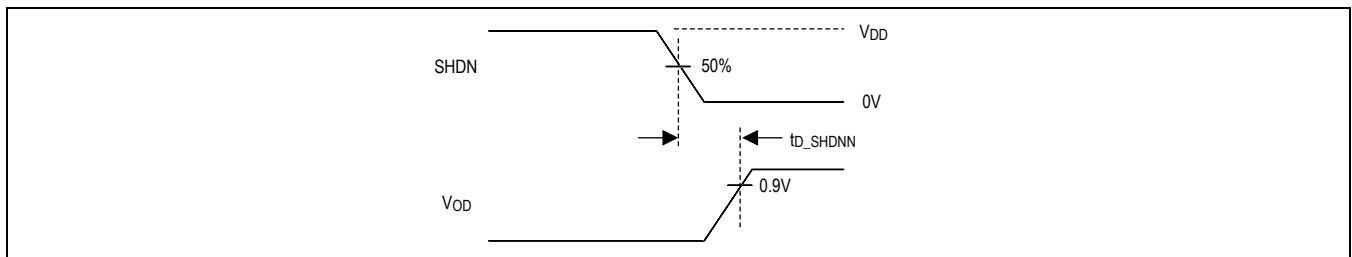 VDD
SHDN
50%
0V
tD_SHDNN
0.9V
VOD